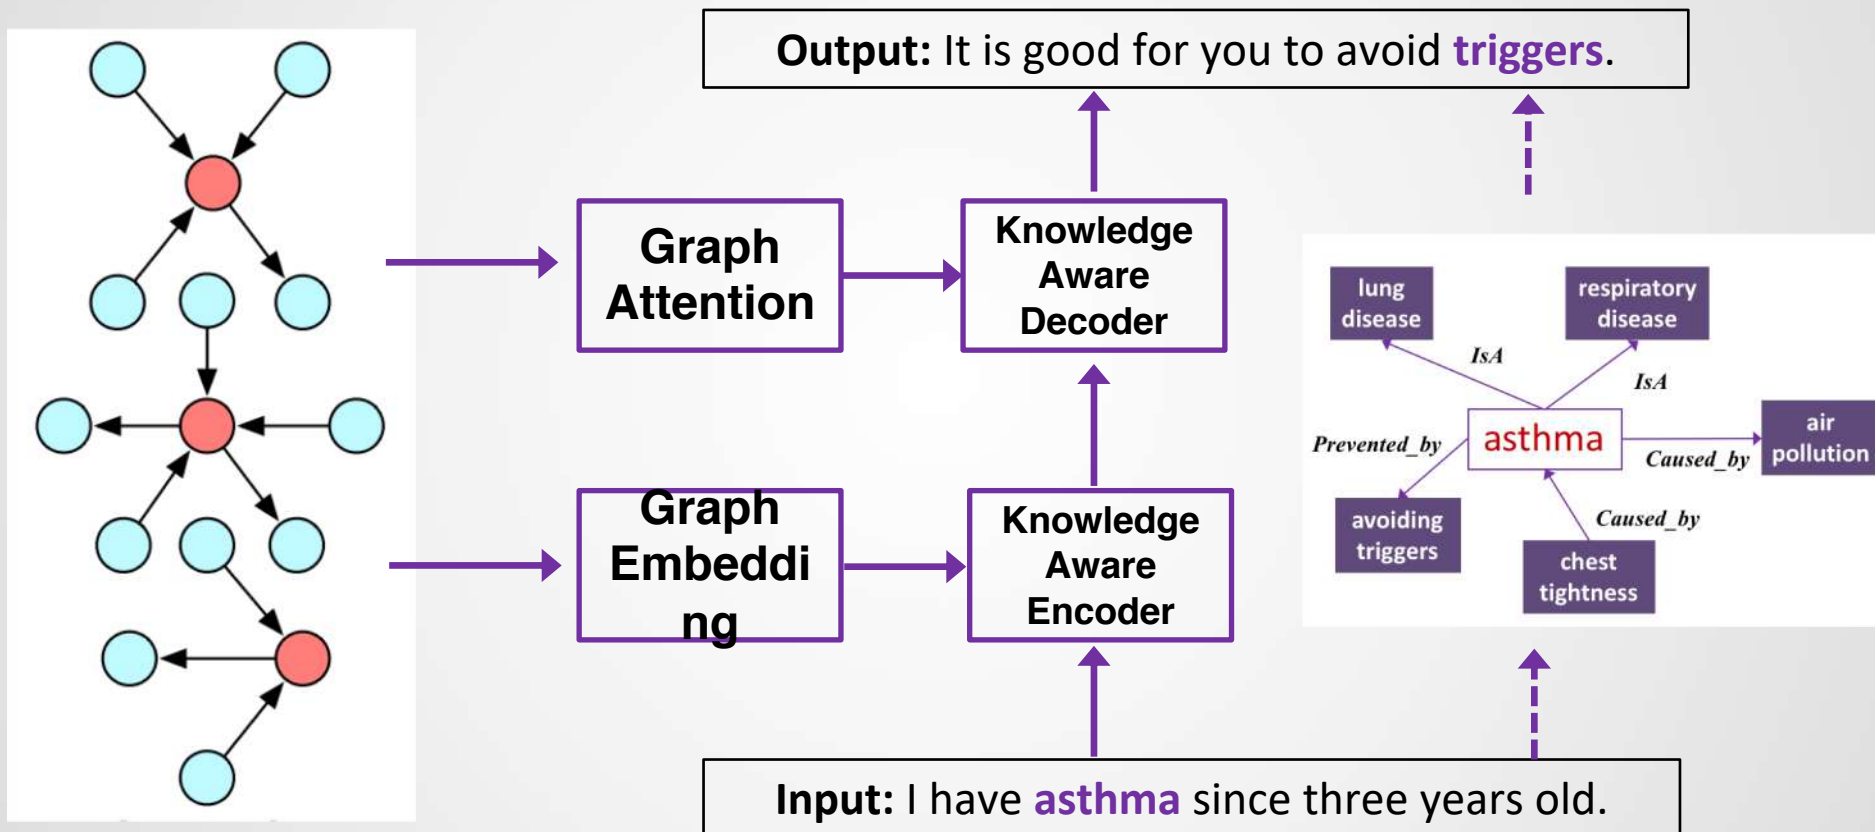 Output: It is good for you to avoid triggers.
Graph
Attention
Knowledge
Aware
Decoder
Graph
Embeddi
ng
Knowledge
Aware
Encoder
lung
disease
respiratory
disease
IsA
IsA
asthma
Prevented_by
Caused_by
air
pollution
avoiding
triggers
Caused_by
chest
tightness
Input: I have asthma since three years old.